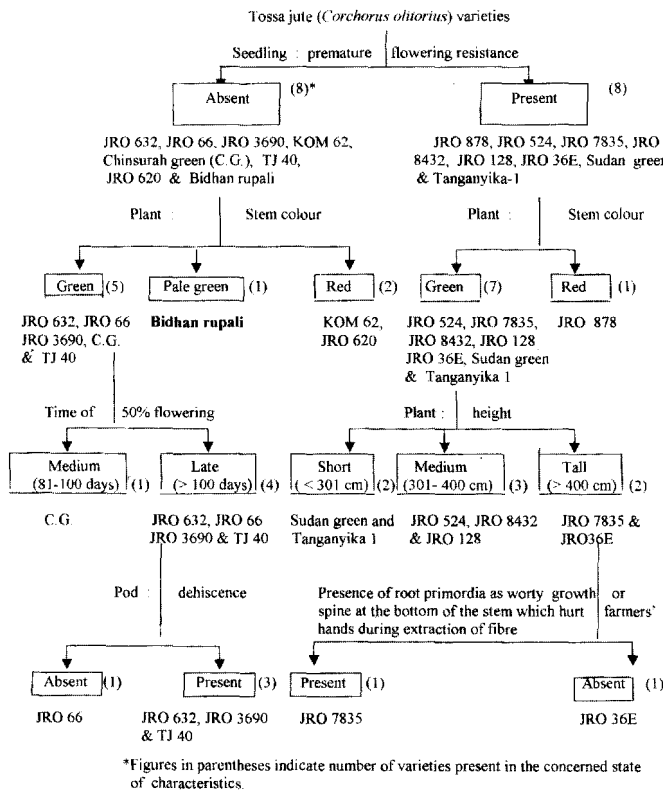 Tossa jute (Corchorus olitorius) varieties
Seedling : premature flowering resistance
Absent (8)*
Present (8)
JRO 632, JRO 66, JRO 3690, KOM 62,
Chinsurah green (C.G.), TJ 40,
JRO 620 & Bidhan rupali
JRO 878, JRO 524, JRO 7835, JRO
8432, JRO 128, JRO 36E, Sudan green
& Tanganyika-1
Plant : Stem colour
Plant : Stem colour
Green (5)
Pale green (1)
Red (2)
Green (7)
Red (1)
JRO 632, JRO 66
JRO 3690, C.G.
& TJ 40
Bidhan rupali
KOM 62,
JRO 620
JRO 524, JRO 7835,
JRO 8432, JRO 128
JRO 36E, Sudan green
& Tanganyika 1
JRO 878
Time of 50% flowering
Plant : height
Medium
(81-100 days) (1)
Late
(> 100 days) (4)
Short
(< 301 cm) (2)
Medium
(301- 400 cm) (3)
Tall
(> 400 cm) (2)
C.G.
JRO 632, JRO 66
JRO 3690 & TJ 40
Sudan green and
Tanganyika 1
JRO 524, JRO 8432
& JRO 128
JRO 7835 &
JRO36E
Pod : dehiscence
Presence of root primordia as worty growth or
spine at the bottom of the stem which hurt farmers'
hands during extraction of fibre
Absent (1)
Present (3)
Present (1)
Absent (1)
JRO 66
JRO 632, JRO 3690
& TJ 40
JRO 7835
JRO 36E
*Figures in parentheses indicate number of varieties present in the concerned state
of characteristics.